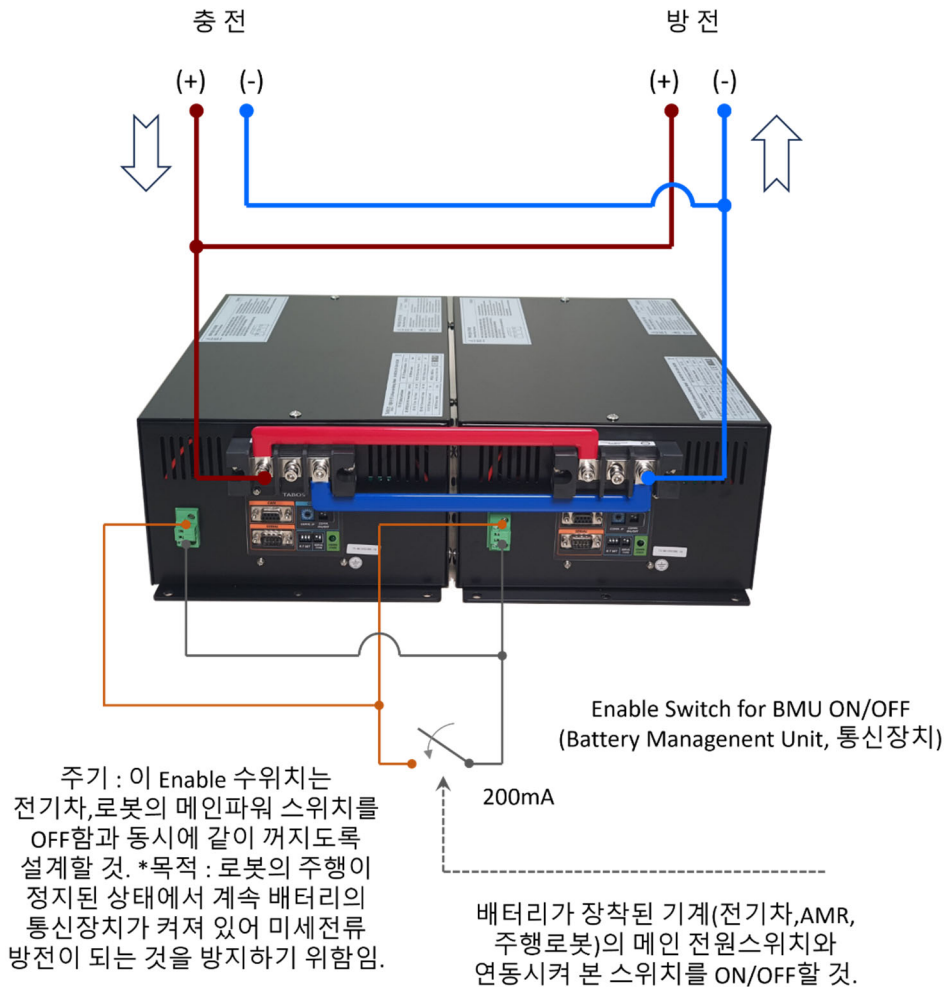 충 전
방 전
(+) (-)
(+) (-)
TABOS
Enable Switch for BMU ON/OFF
(Battery Managenent Unit, 통신장치)
200mA
주기 : 이 Enable 수위치는
전기차,로봇의 메인파워 스위치를
OFF함과 동시에 같이 꺼지도록
설계할 것. *목적 : 로봇의 주행이
정지된 상태에서 계속 배터리의
통신장치가 켜져 있어 미세전류
방전이 되는 것을 방지하기 위함임.
배터리가 장착된 기계(전기차,AMR,
주행로봇)의 메인 전원스위치와
연동시켜 본 스위치를 ON/OFF할 것.